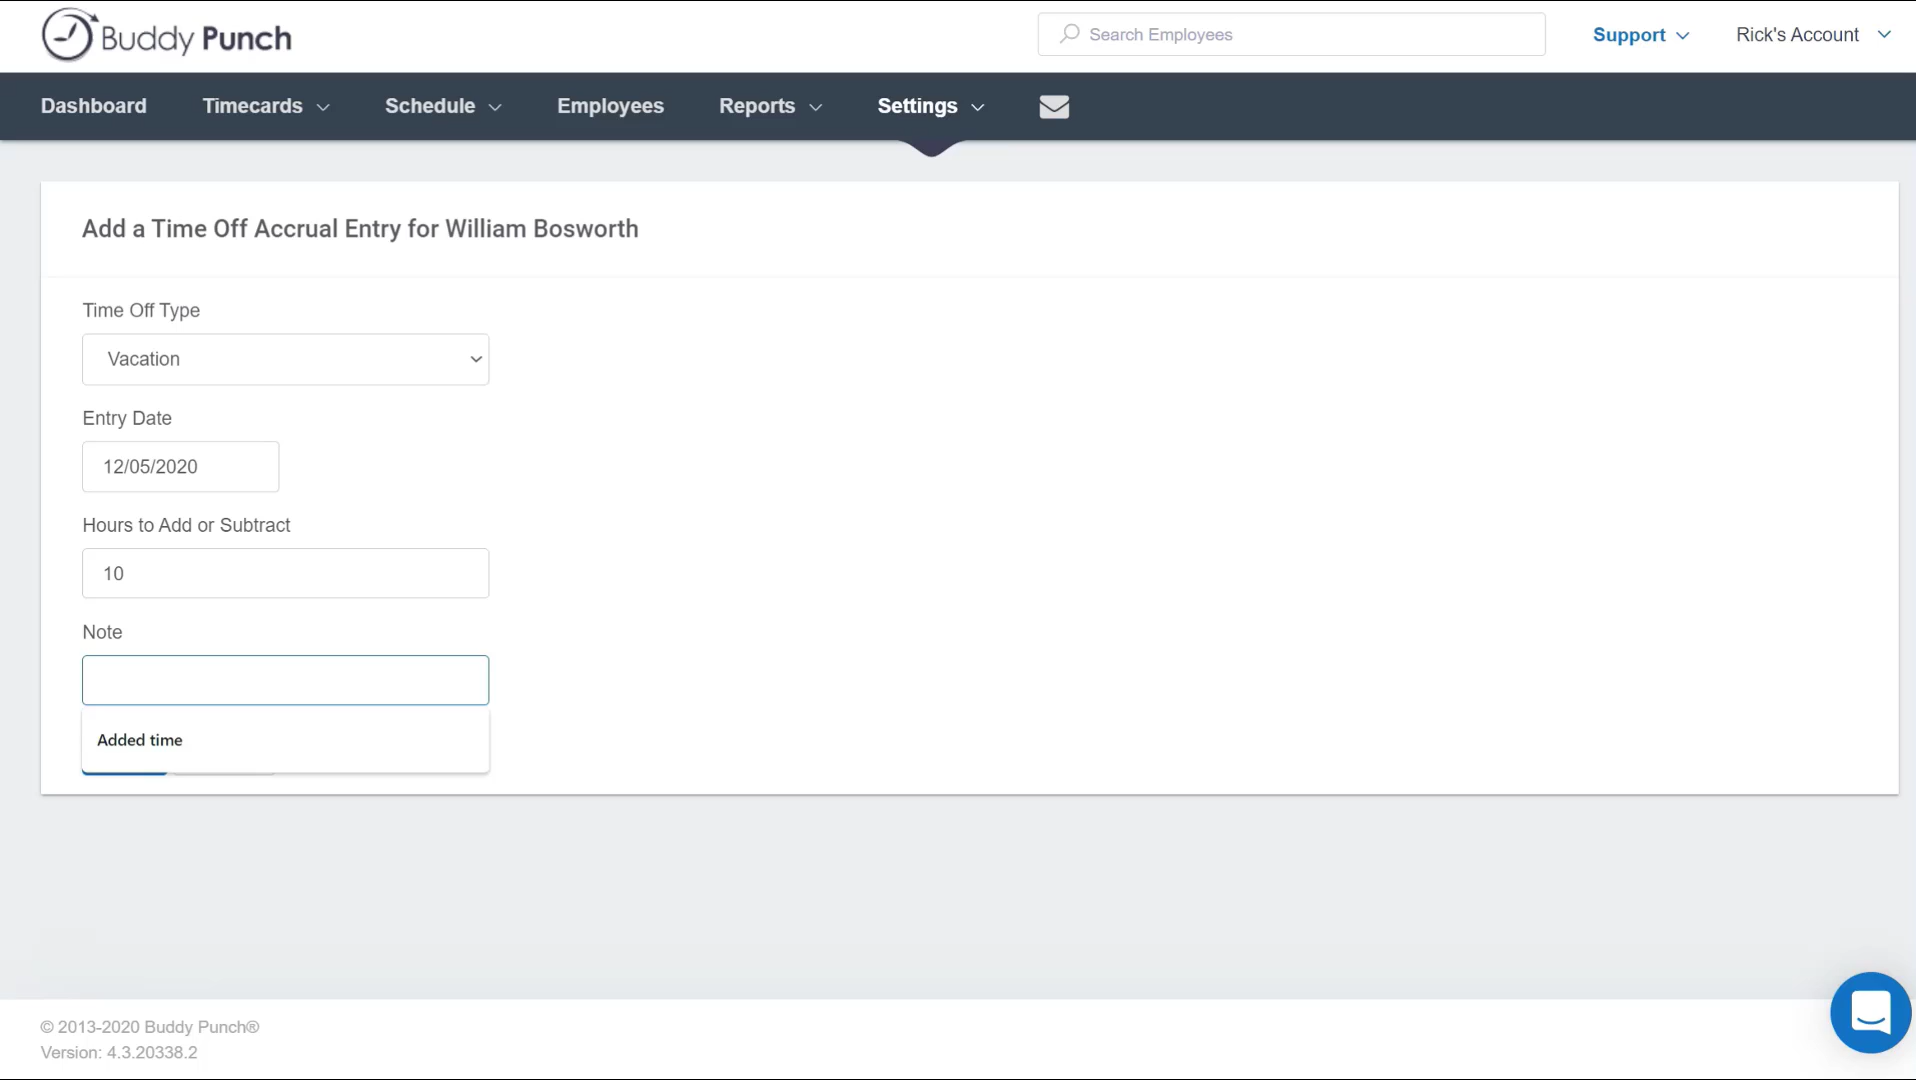 Buddy Punch
Search Employees
Support
Rick's Account
Dashboard
Timecards
Schedule
Employees
Reports
Settings
Add a Time Off Accrual Entry for William Bosworth
Time Off Type
Vacation
Entry Date
12/05/2020
Hours to Add or Subtract
10
Note
Added time
© 2013-2020 Buddy Punch®
Version: 4.3.20338.2